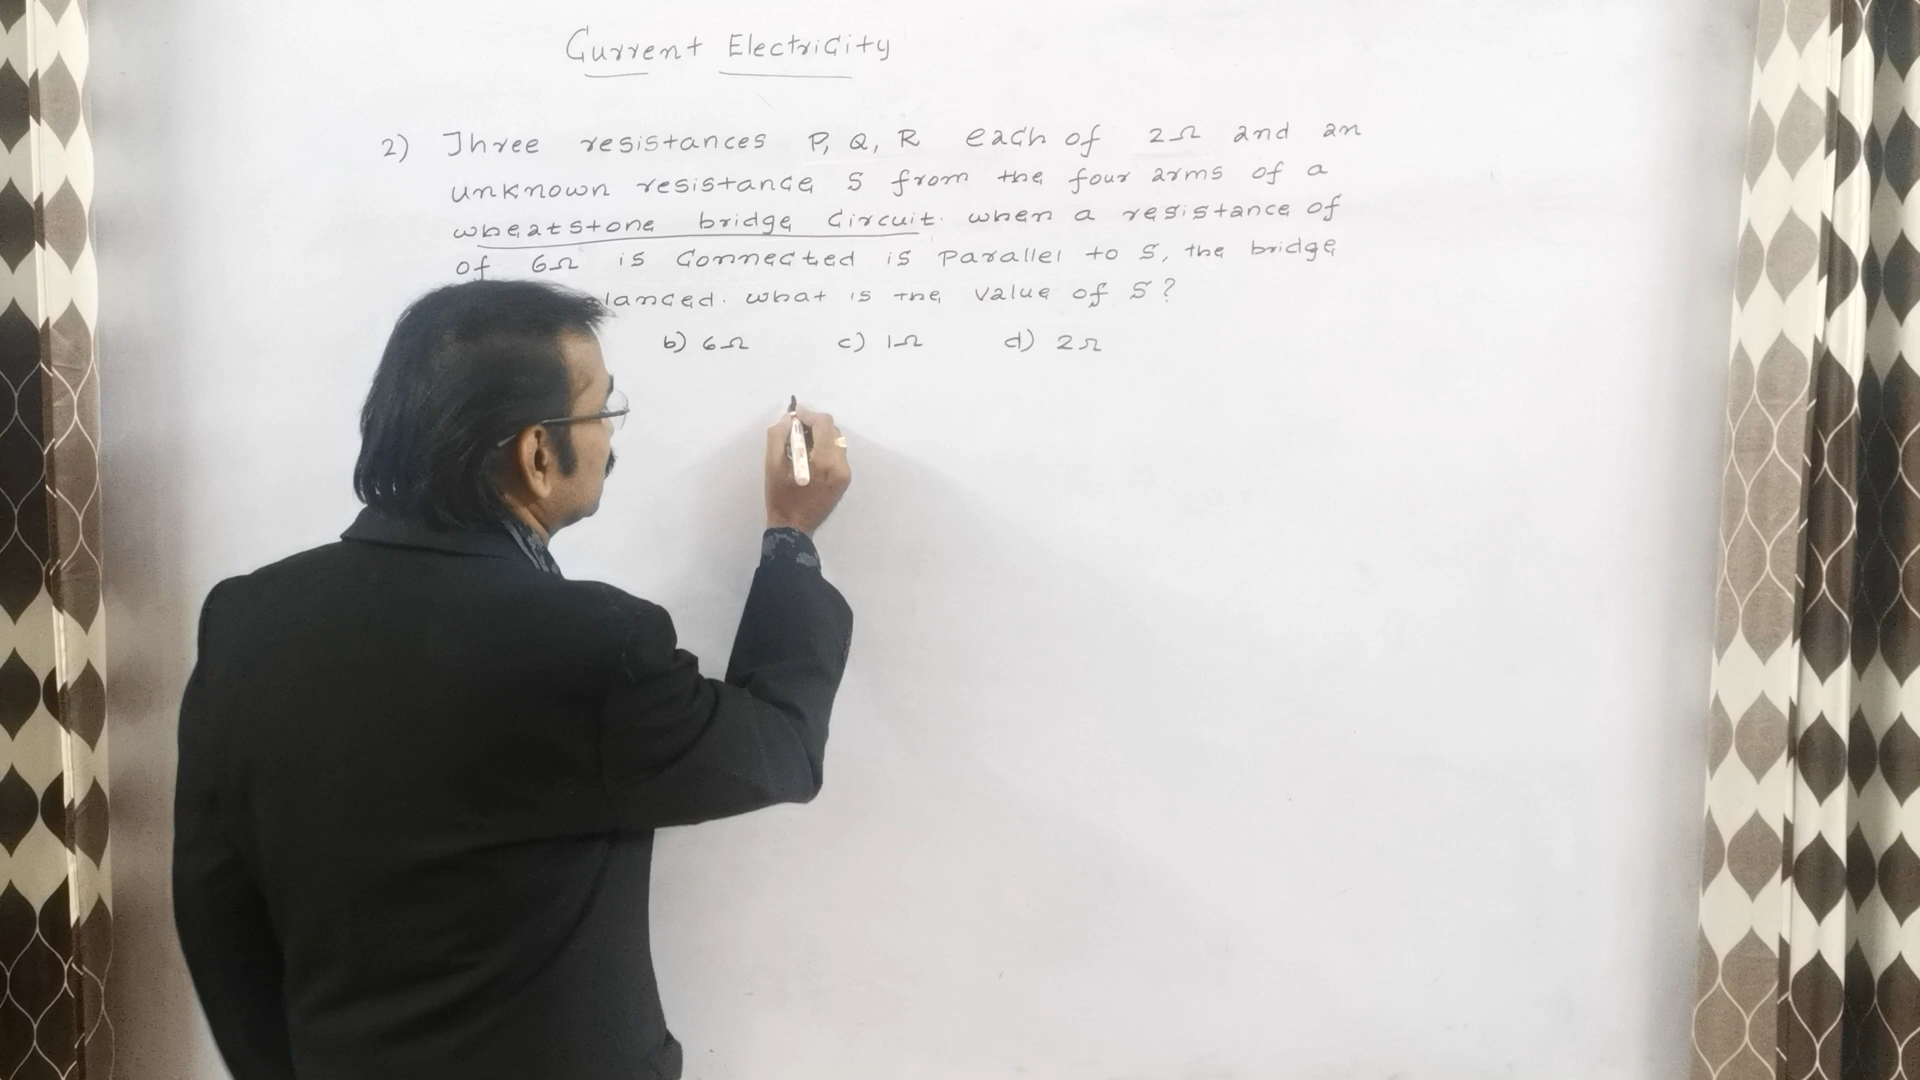 Current Electricity
2) Three resistances P, Q, R each of 2Ω and an
unknown resistance S from the four arms of a
wheatstone bridge circuit. when a resistance of
of 6Ω is connected is parallel to S, the bridge
lanced. what is the value of S?
b) 6Ω c) 1Ω d) 2Ω